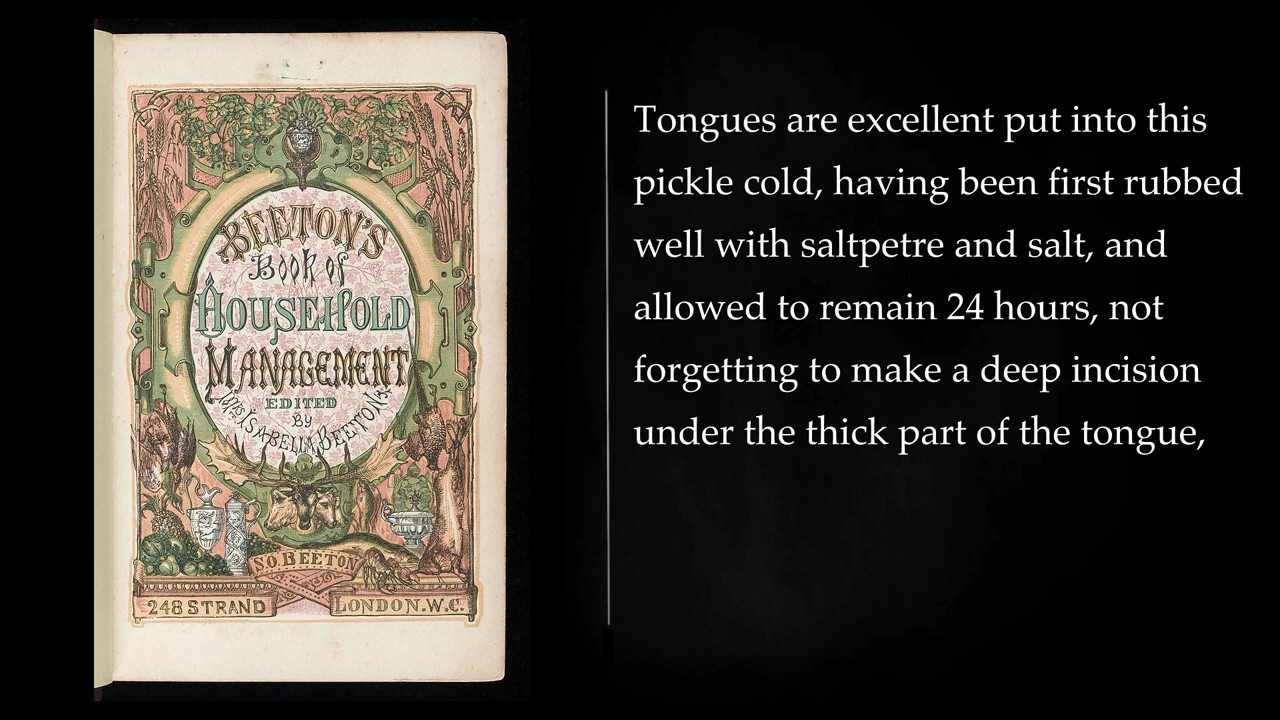 BEETON'S
Book of
HOUSEHOLD
MANAGEMENT
EDITED
BY
MRS ISABELLA BEETON.
S.O. BEETON
248 STRAND
LONDON. W.C.
Tongues are excellent put into this
pickle cold, having been first rubbed
well with saltpetre and salt, and
allowed to remain 24 hours, not
forgetting to make a deep incision
under the thick part of the tongue,